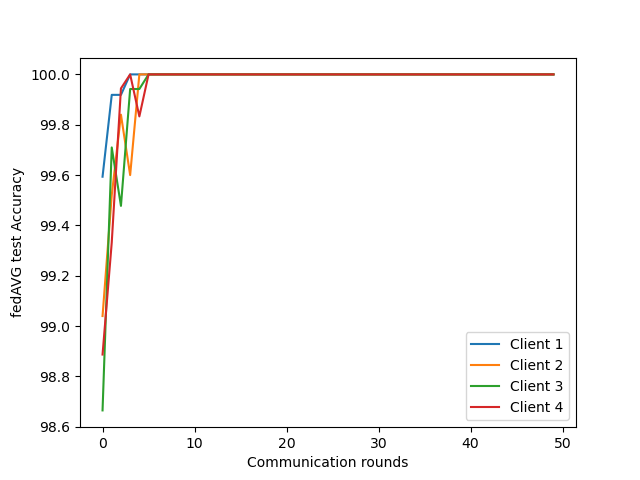 100.0
99.8
99.6
99.4
99.2
99.0
98.8
98.6
fedAVG test Accuracy
Client 1
Client 2
Client 3
Client 4
0 10 20 30 40 50
Communication rounds